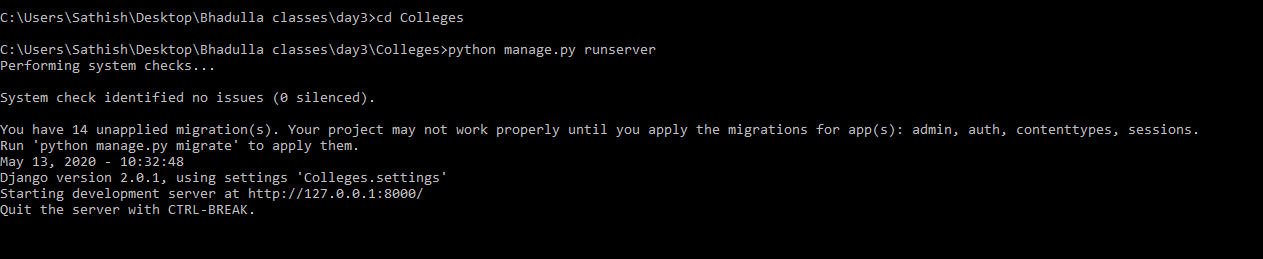 C:\Users\Sathish\Desktop\Bhadulla classes\day3>cd Colleges
C:\Users\Sathish\Desktop\Bhadulla classes\day3\Colleges>python manage.py runserver
Performing system checks...
System check identified no issues (0 silenced).
You have 14 unapplied migration(s). Your project may not work properly until you apply the migrations for app(s): admin, auth, contenttypes, sessions.
Run 'python manage.py migrate' to apply them.
May 13, 2020 - 10:32:48
Django version 2.0.1, using settings 'Colleges.settings'
Starting development server at http://127.0.0.1:8000/
Quit the server with CTRL-BREAK.